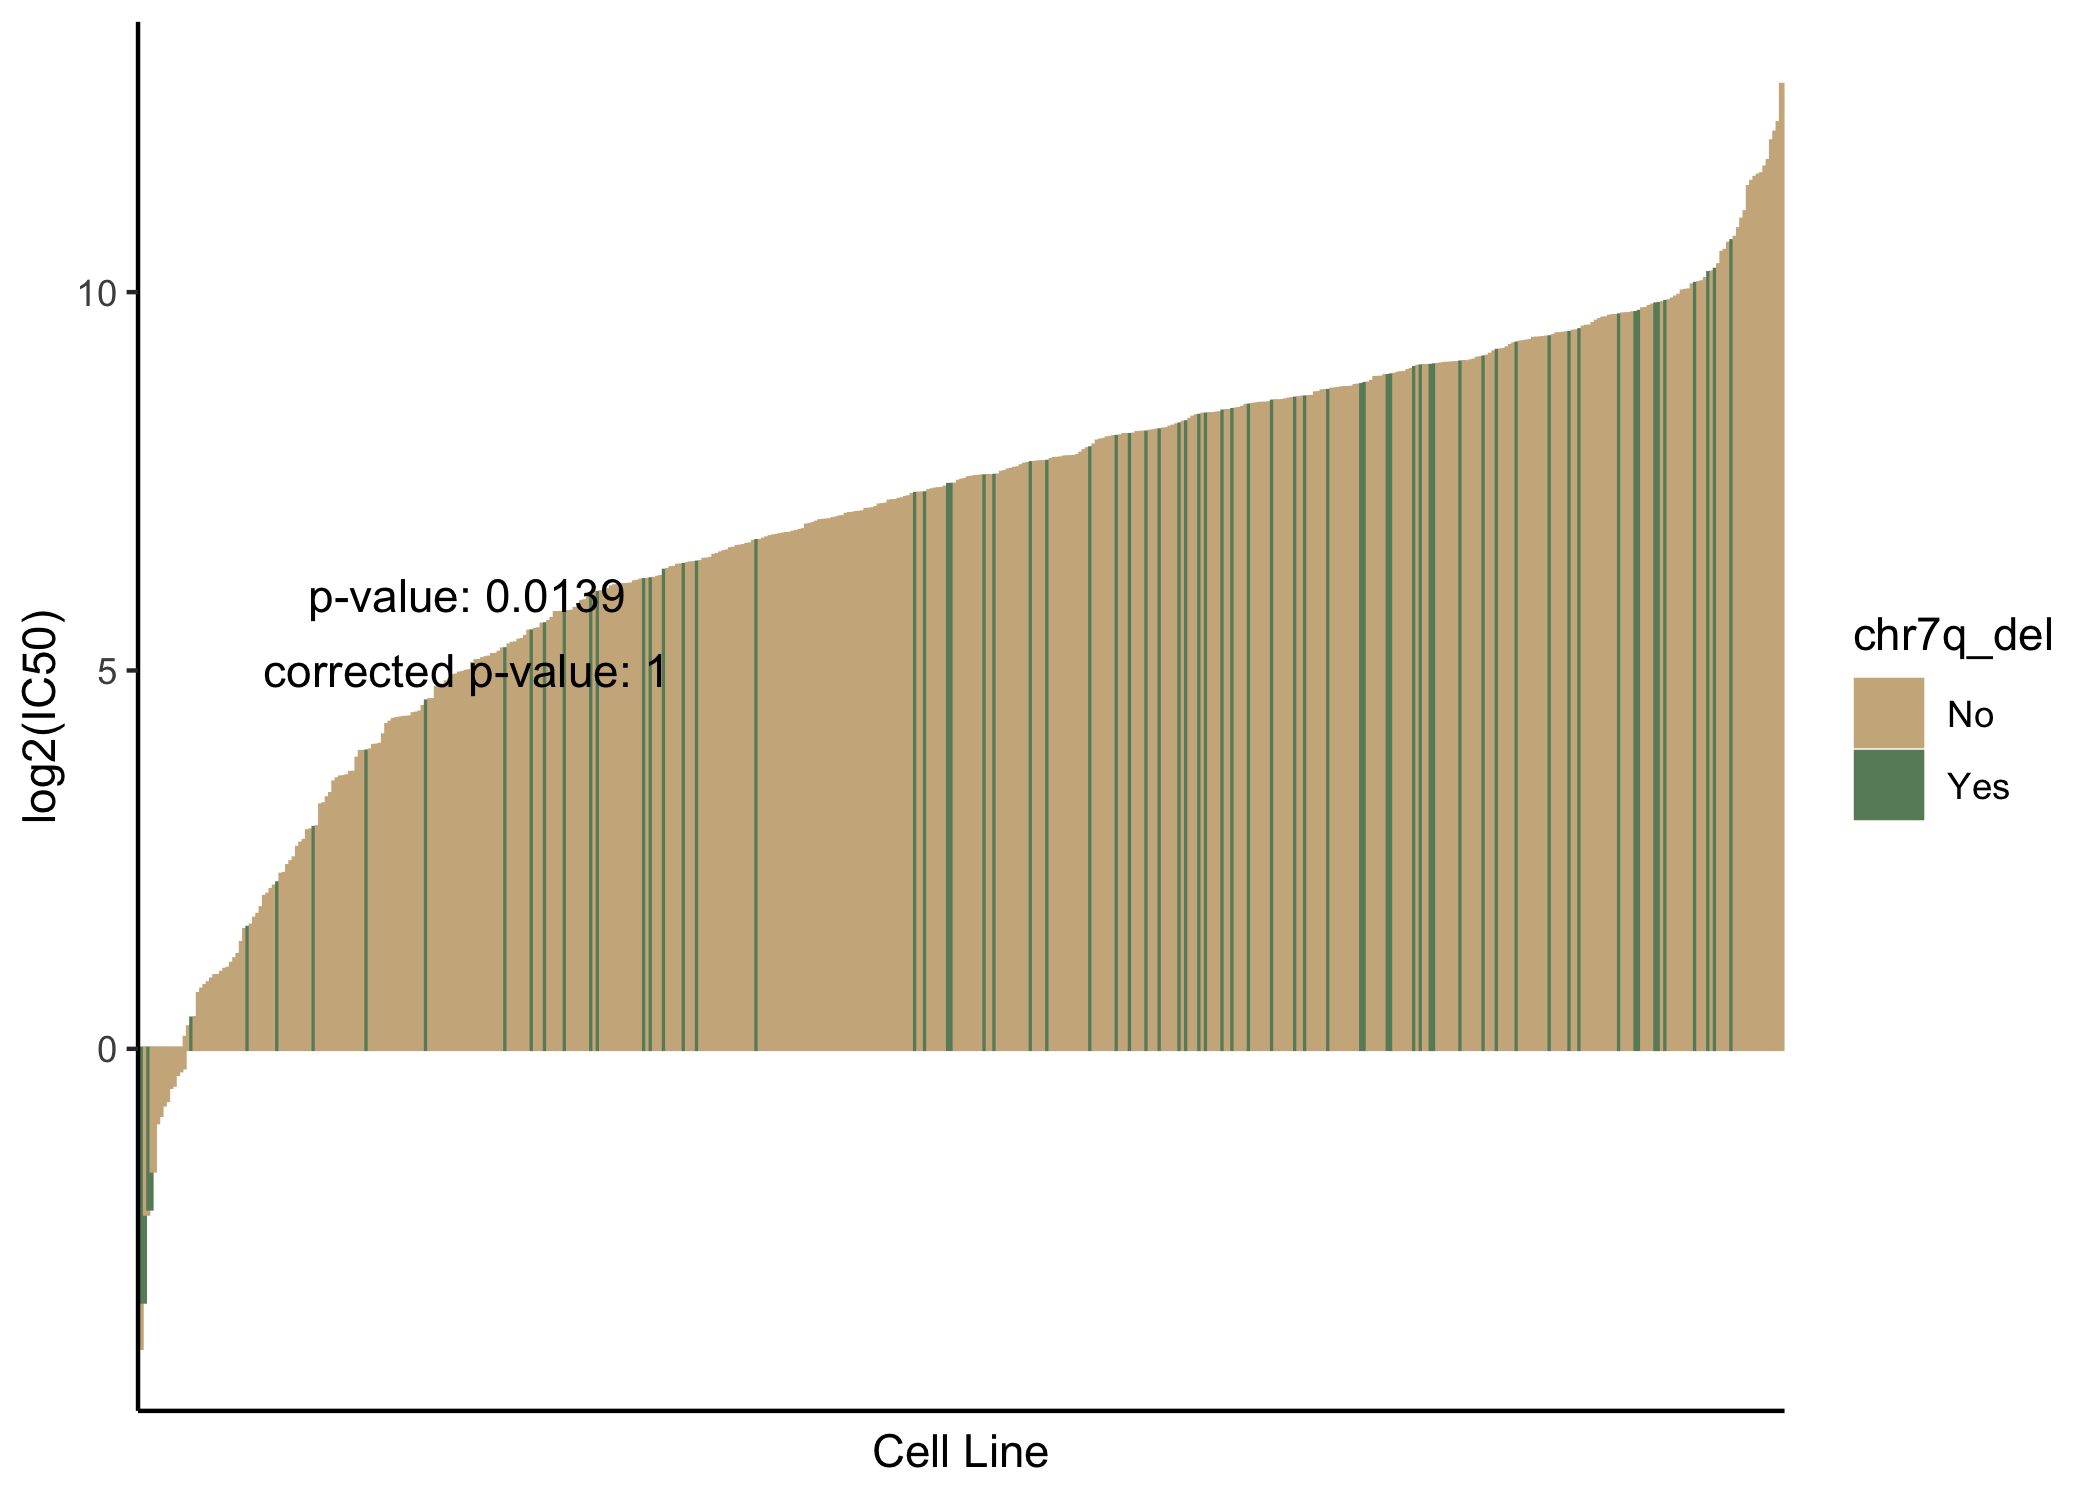 10
5
0
log2(IC50)
p-value: 0.0139
corrected p-value: 1
Cell Line
chr7q_del
No
Yes